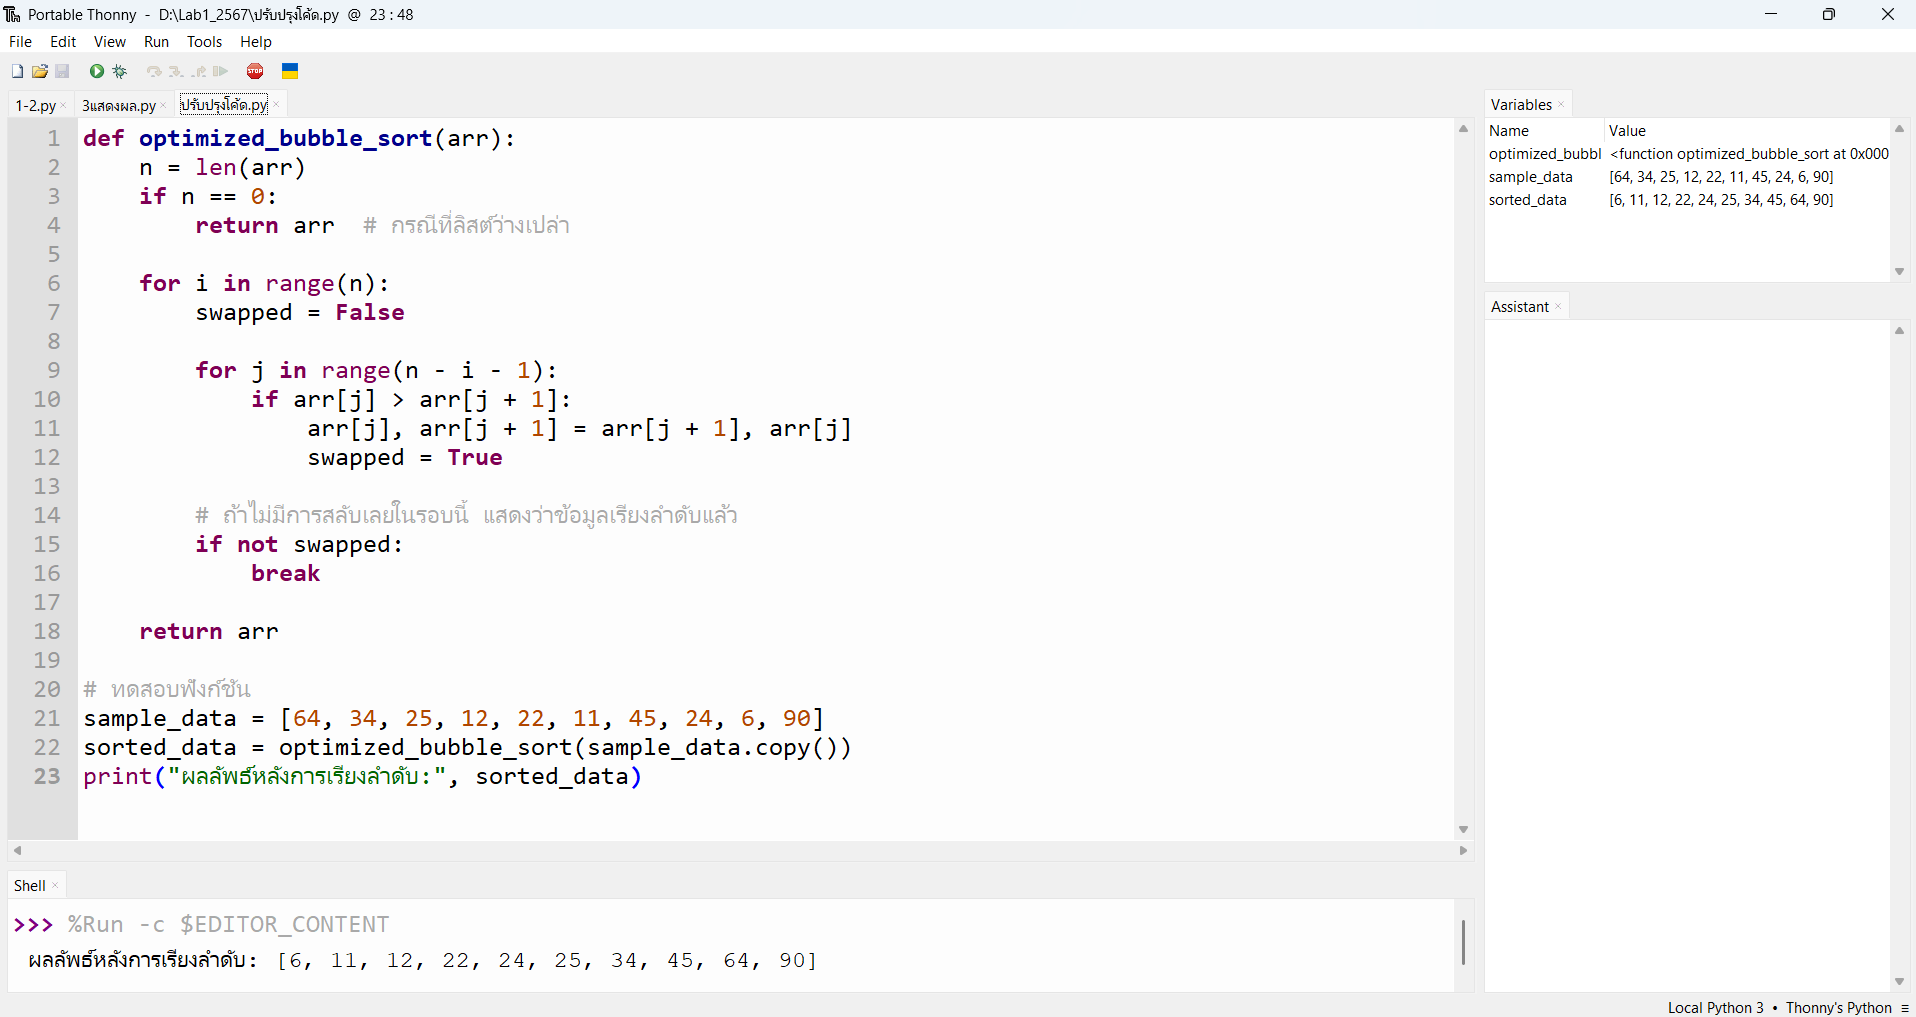 Portable Thonny - D:\Lab1_2567\ปรับปรุงโค้ด.py @ 23 : 48
File Edit View Run Tools Help
STOP
1-2.py × 3แสดงผล.py × ปรับปรุงโค้ด.py ×
1 def optimized_bubble_sort(arr):
2     n = len(arr)
3     if n == 0:
4         return arr  # กรณีที่ลิสต์ว่างเปล่า
5
6     for i in range(n):
7         swapped = False
8
9         for j in range(n - i - 1):
10             if arr[j] > arr[j + 1]:
11                 arr[j], arr[j + 1] = arr[j + 1], arr[j]
12                 swapped = True
13
14         # ถ้าไม่มีการสลับเลยในรอบนี้ แสดงว่าข้อมูลเรียงลำดับแล้ว
15         if not swapped:
16             break
17
18     return arr
19
20 # ทดสอบฟังก์ชัน
21 sample_data = [64, 34, 25, 12, 22, 11, 45, 24, 6, 90]
22 sorted_data = optimized_bubble_sort(sample_data.copy())
23 print("ผลลัพธ์หลังการเรียงลำดับ:", sorted_data)
Shell ×
>>> %Run -c $EDITOR_CONTENT
ผลลัพธ์หลังการเรียงลำดับ: [6, 11, 12, 22, 24, 25, 34, 45, 64, 90]
Variables ×
Name Value
optimized_bubbl <function optimized_bubble_sort at 0x000
sample_data [64, 34, 25, 12, 22, 11, 45, 24, 6, 90]
sorted_data [6, 11, 12, 22, 24, 25, 34, 45, 64, 90]
Assistant ×
Local Python 3 • Thonny's Python ≡